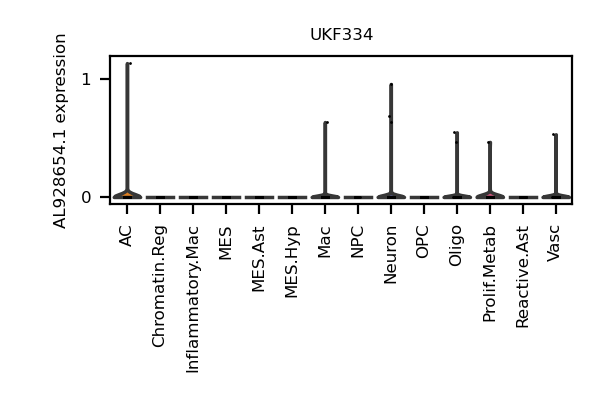 UKF334
AL928654.1 expression
1
0
AC
Chromatin.Reg
Inflammatory.Mac
MES
MES.Ast
MES.Hyp
Mac
NPC
Neuron
OPC
Oligo
Prolif.Metab
Reactive.Ast
Vasc